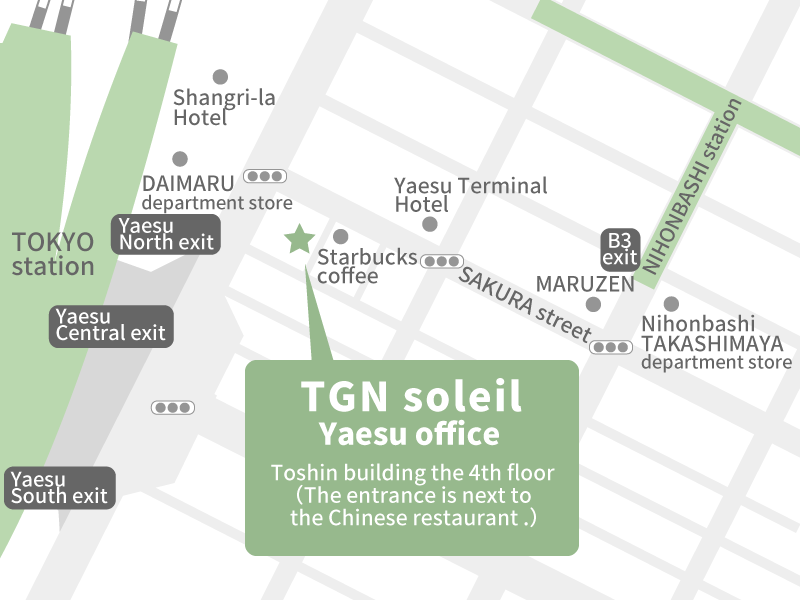 Shangri-la
Hotel
DAIMARU
department store
Yaesu
North exit
TOKYO
station
Yaesu
Central exit
Yaesu
South exit
Starbucks
coffee
Yaesu Terminal
Hotel
SAKURA street
MARUZEN
B3
exit
NIHONBASHI station
Nihonbashi
TAKASHIMAYA
department store
TGN soleil
Yaesu office
Toshin building the 4th floor
(The entrance is next to
the Chinese restaurant .)